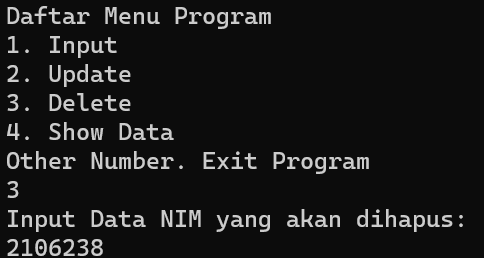 Daftar Menu Program
1. Input
2. Update
3. Delete
4. Show Data
Other Number. Exit Program
3
Input Data NIM yang akan dihapus:
2106238